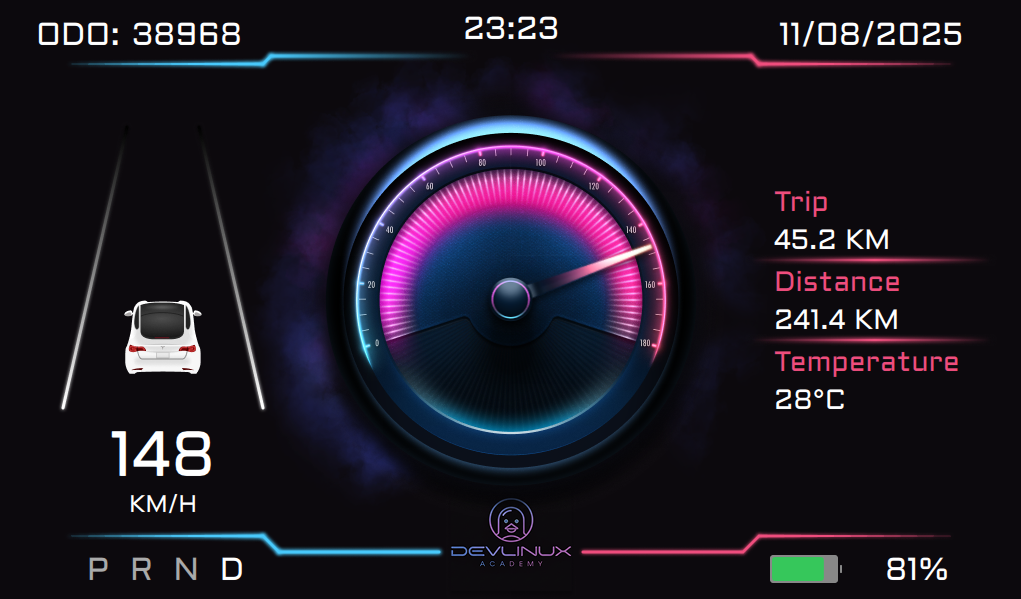 ODO: 38968
23:23
11/08/2025
80
100
60
120
40
140
20
160
0
180
Trip
45.2 KM
Distance
241.4 KM
Temperature
28°C
148
KM/H
DEVLINUX
ACADEMY
P R N D
81%